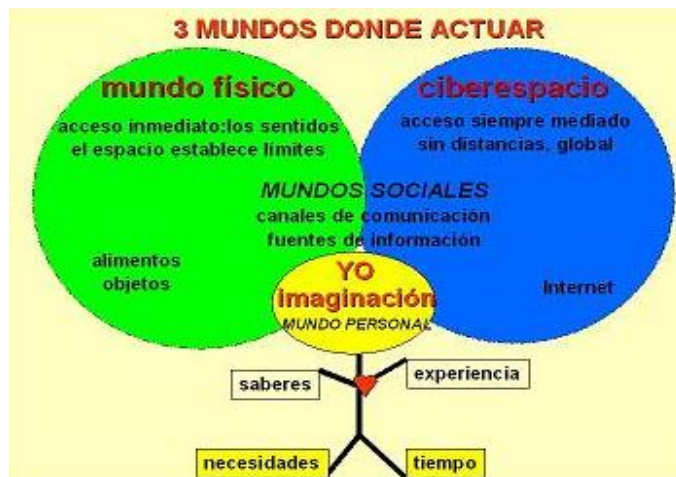 3 MUNDOS DONDE ACTUAR
mundo físico
acceso inmediato:los sentidos
el espacio establece límites
ciberespacio
acceso siempre mediado
sin distancias, global
MUNDOS SOCIALES
canales de comunicación
fuentes de información
alimentos
objetos
Internet
YO
imaginación
MUNDO PERSONAL
saberes
experiencia
necesidades
tiempo